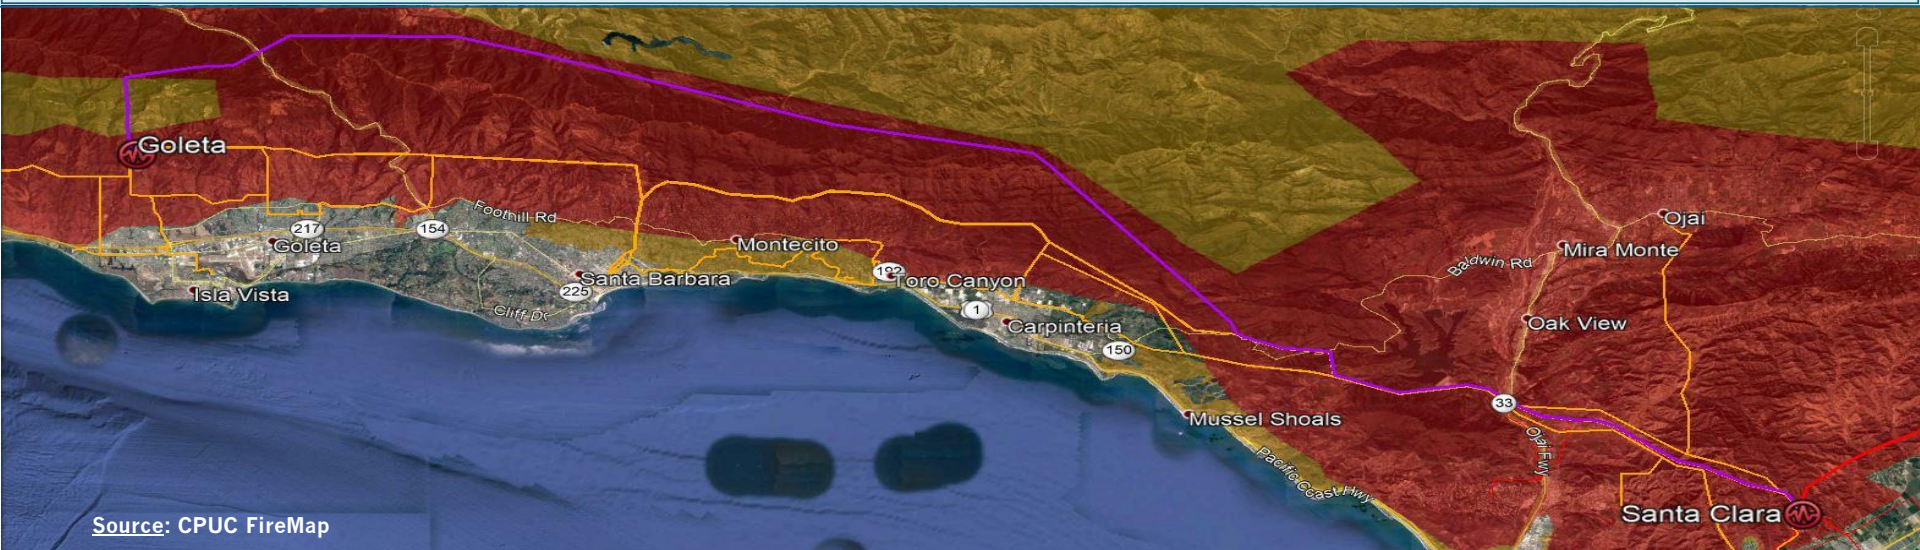 Goleta
Foothill Rd
217
154
Goleta
Montecito
Santa Barbara
192
Toro Canyon
225
Isla Vista
Cliff Dr
1
Carpinteria
150
Ojai
Mira Monte
Baldwin Rd
Oak View
33
Mussel Shoals
Ojai Fwy
Pacific Coast Hwy
Santa Clara
Source: CPUC FireMap